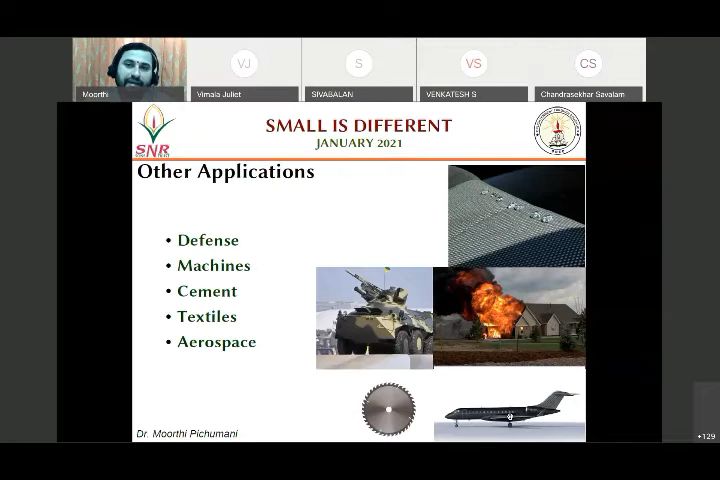 VJ
S
VS
CS
Moorthi
Vimala Juliet
SIVABALAN
VENKATESH S
Chandrasekhar Savalam
SNR
SMALL IS DIFFERENT
JANUARY 2021
Other Applications
• Defense
• Machines
• Cement
• Textiles
• Aerospace
Dr. Moorthi Pichumani
+129